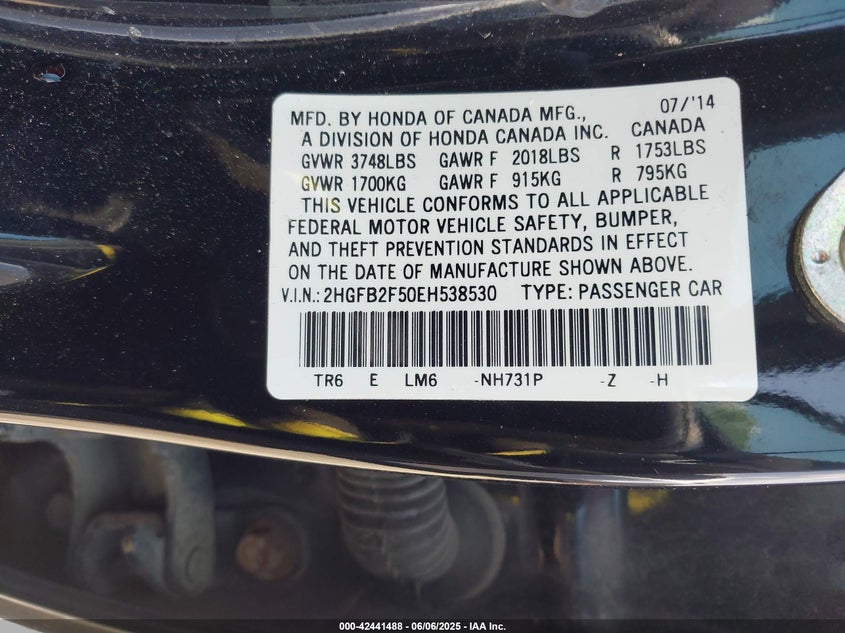 MFD. BY HONDA OF CANADA MFG., 07/'14
A DIVISION OF HONDA CANADA INC. CANADA
GVWR 3748LBS GAWR F 2018LBS R 1753LBS
GVWR 1700KG GAWR F 915KG R 795KG
THIS VEHICLE CONFORMS TO ALL APPLICABLE
FEDERAL MOTOR VEHICLE SAFETY, BUMPER,
AND THEFT PREVENTION STANDARDS IN EFFECT
ON THE DATE OF MANUFACTURE SHOWN ABOVE.
V.I.N.: 2HGFB2F50EH538530 TYPE: PASSENGER CAR
TR6 E LM6 -NH731P -Z -H
000-42441488 - 06/06/2025 - IAA Inc.